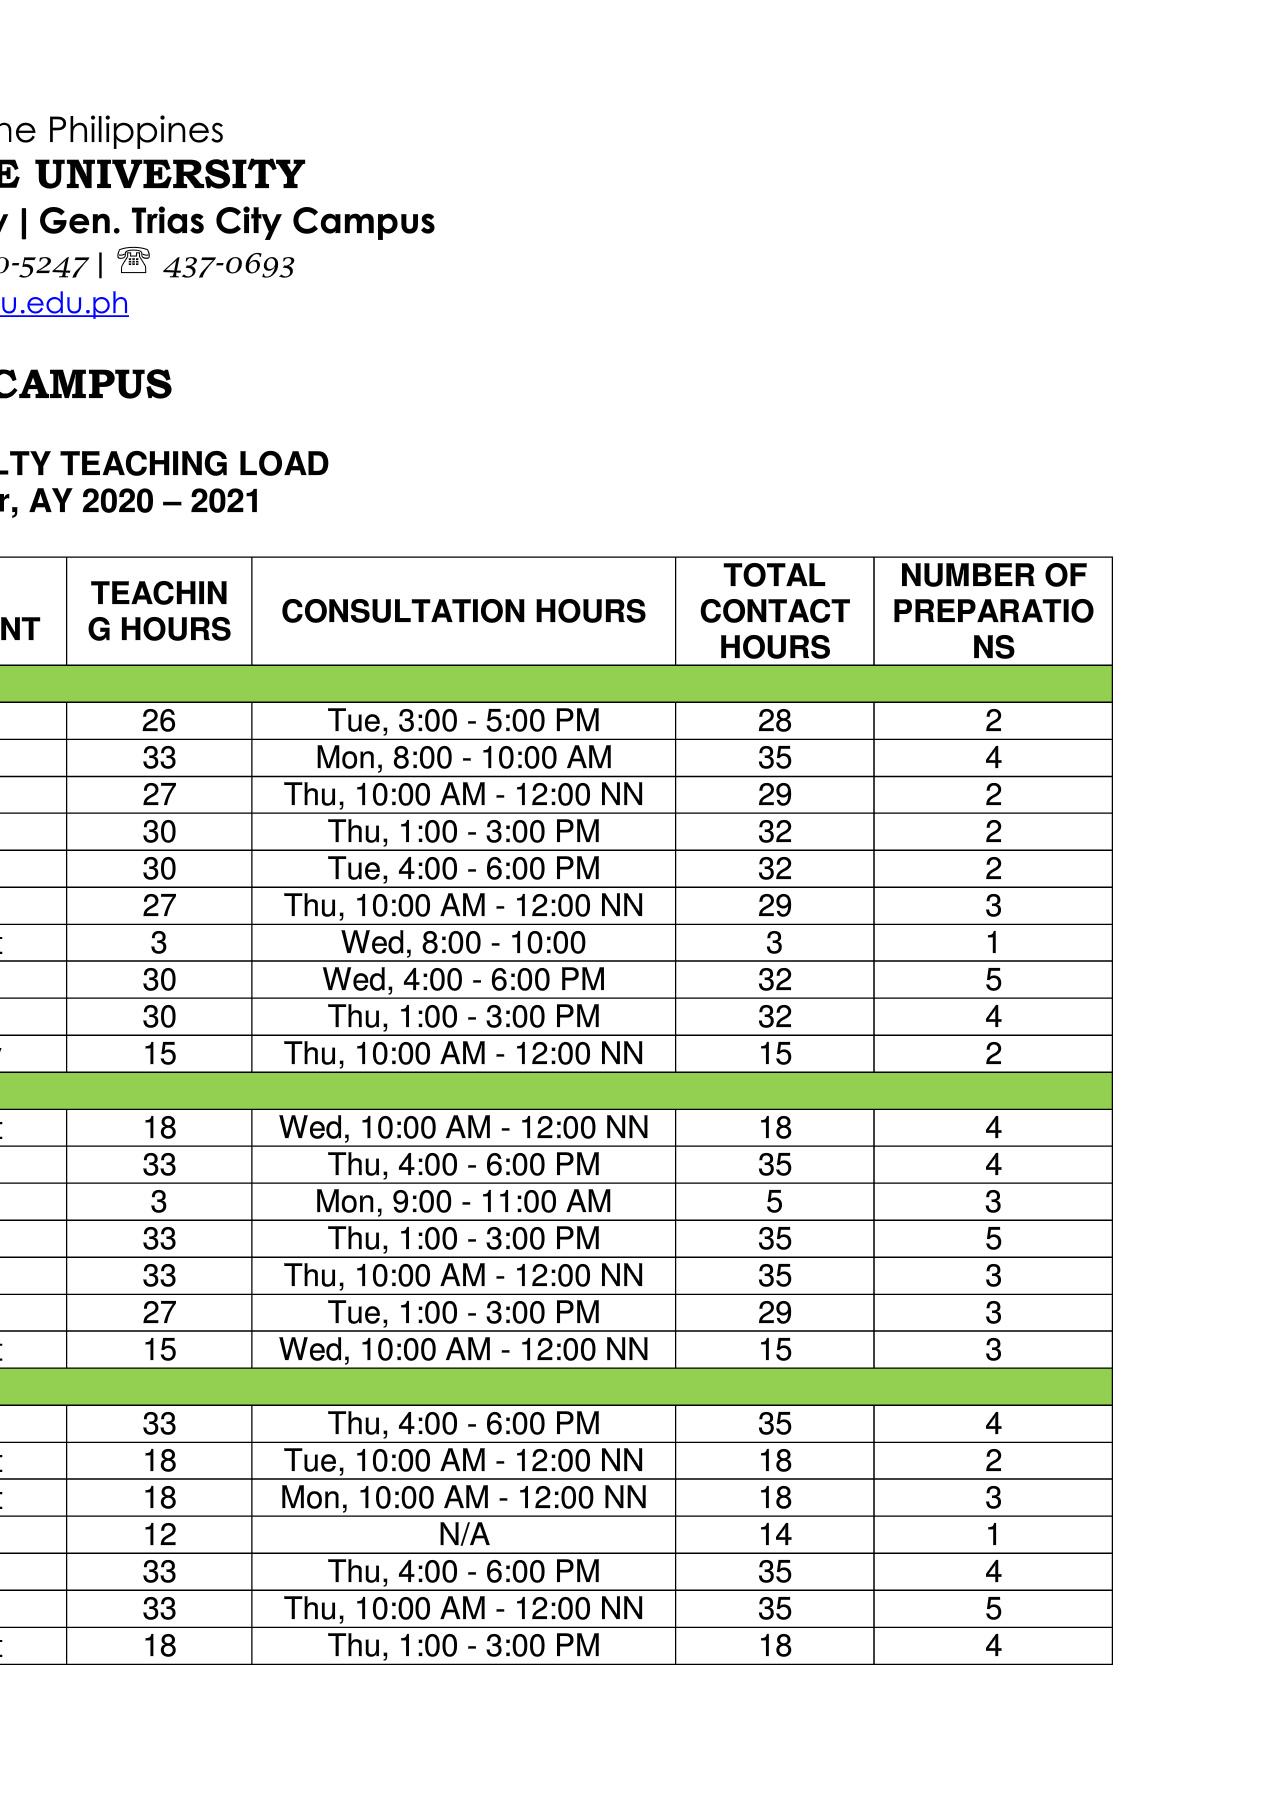 he Philippines
E UNIVERSITY
y | Gen. Trias City Campus
0-5247 | ☏ 437-0693
u.edu.ph
CAMPUS
LTY TEACHING LOAD
r, AY 2020 – 2021
NT TEACHIN G HOURS CONSULTATION HOURS TOTAL CONTACT HOURS NUMBER OF PREPARATIO NS
26 Tue, 3:00 - 5:00 PM 28 2
33 Mon, 8:00 - 10:00 AM 35 4
27 Thu, 10:00 AM - 12:00 NN 29 2
30 Thu, 1:00 - 3:00 PM 32 2
30 Tue, 4:00 - 6:00 PM 32 2
27 Thu, 10:00 AM - 12:00 NN 29 3
3 Wed, 8:00 - 10:00 3 1
30 Wed, 4:00 - 6:00 PM 32 5
30 Thu, 1:00 - 3:00 PM 32 4
15 Thu, 10:00 AM - 12:00 NN 15 2
18 Wed, 10:00 AM - 12:00 NN 18 4
33 Thu, 4:00 - 6:00 PM 35 4
3 Mon, 9:00 - 11:00 AM 5 3
33 Thu, 1:00 - 3:00 PM 35 5
33 Thu, 10:00 AM - 12:00 NN 35 3
27 Tue, 1:00 - 3:00 PM 29 3
15 Wed, 10:00 AM - 12:00 NN 15 3
33 Thu, 4:00 - 6:00 PM 35 4
18 Tue, 10:00 AM - 12:00 NN 18 2
18 Mon, 10:00 AM - 12:00 NN 18 3
12 N/A 14 1
33 Thu, 4:00 - 6:00 PM 35 4
33 Thu, 10:00 AM - 12:00 NN 35 5
18 Thu, 1:00 - 3:00 PM 18 4